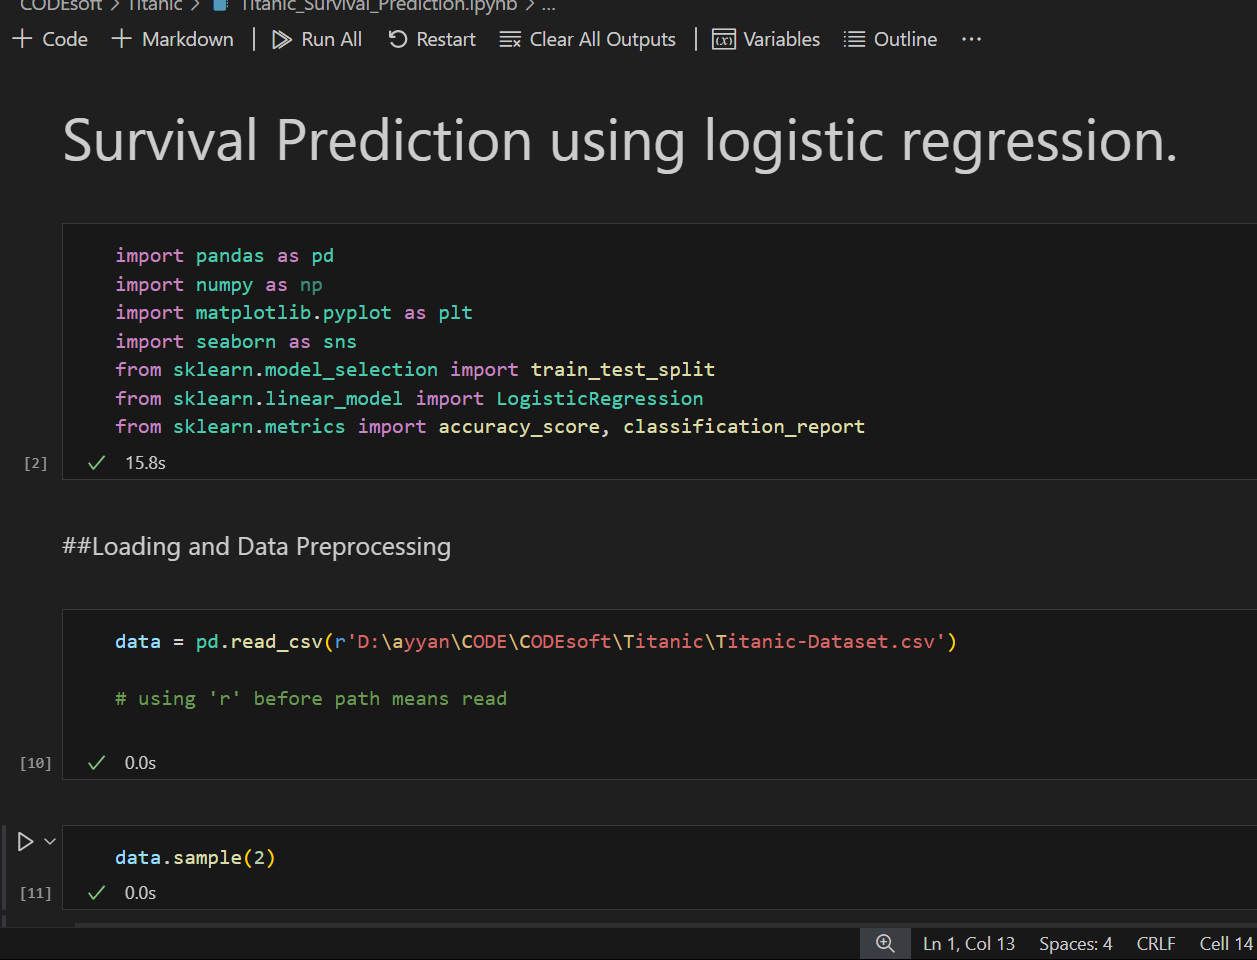 CODEsoft > Titanic > Titanic_Survival_Prediction.ipynb > ...
+ Code + Markdown | Run All Restart Clear All Outputs | Variables Outline ...
Survival Prediction using logistic regression.
import pandas as pd
import numpy as np
import matplotlib.pyplot as plt
import seaborn as sns
from sklearn.model_selection import train_test_split
from sklearn.linear_model import LogisticRegression
from sklearn.metrics import accuracy_score, classification_report
[2] 15.8s
##Loading and Data Preprocessing
data = pd.read_csv(r'D:\ayyan\CODE\CODEsoft\Titanic\Titanic-Dataset.csv')
# using 'r' before path means read
[10] 0.0s
data.sample(2)
[11] 0.0s
Ln 1, Col 13 Spaces: 4 CRLF Cell 14